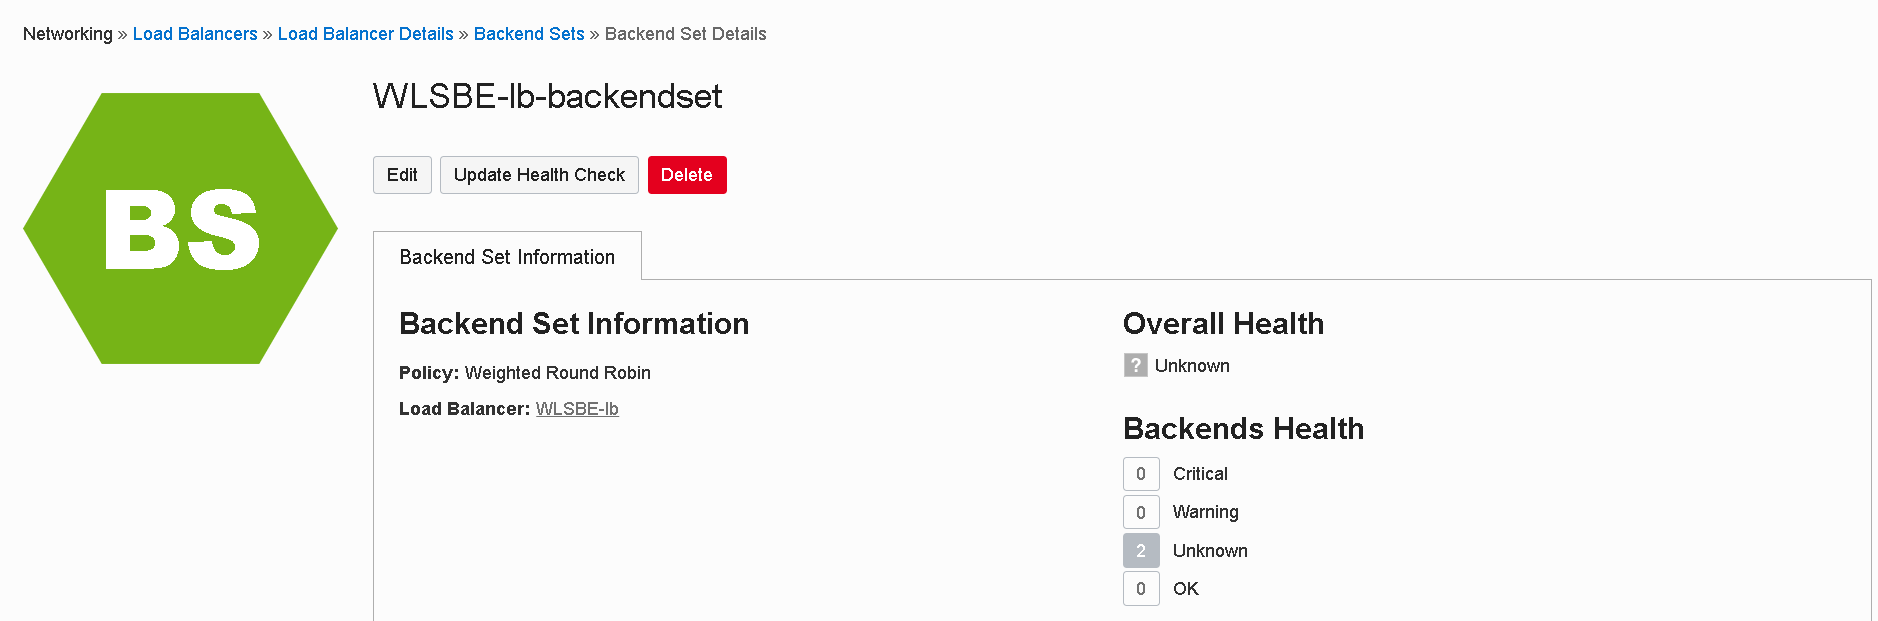 Networking » Load Balancers » Load Balancer Details » Backend Sets » Backend Set Details
BS
WLSBE-lb-backendset
Edit Update Health Check Delete
Backend Set Information
Backend Set Information
Policy: Weighted Round Robin
Load Balancer: WLSBE-lb
Overall Health
? Unknown
Backends Health
0 Critical
0 Warning
2 Unknown
0 OK